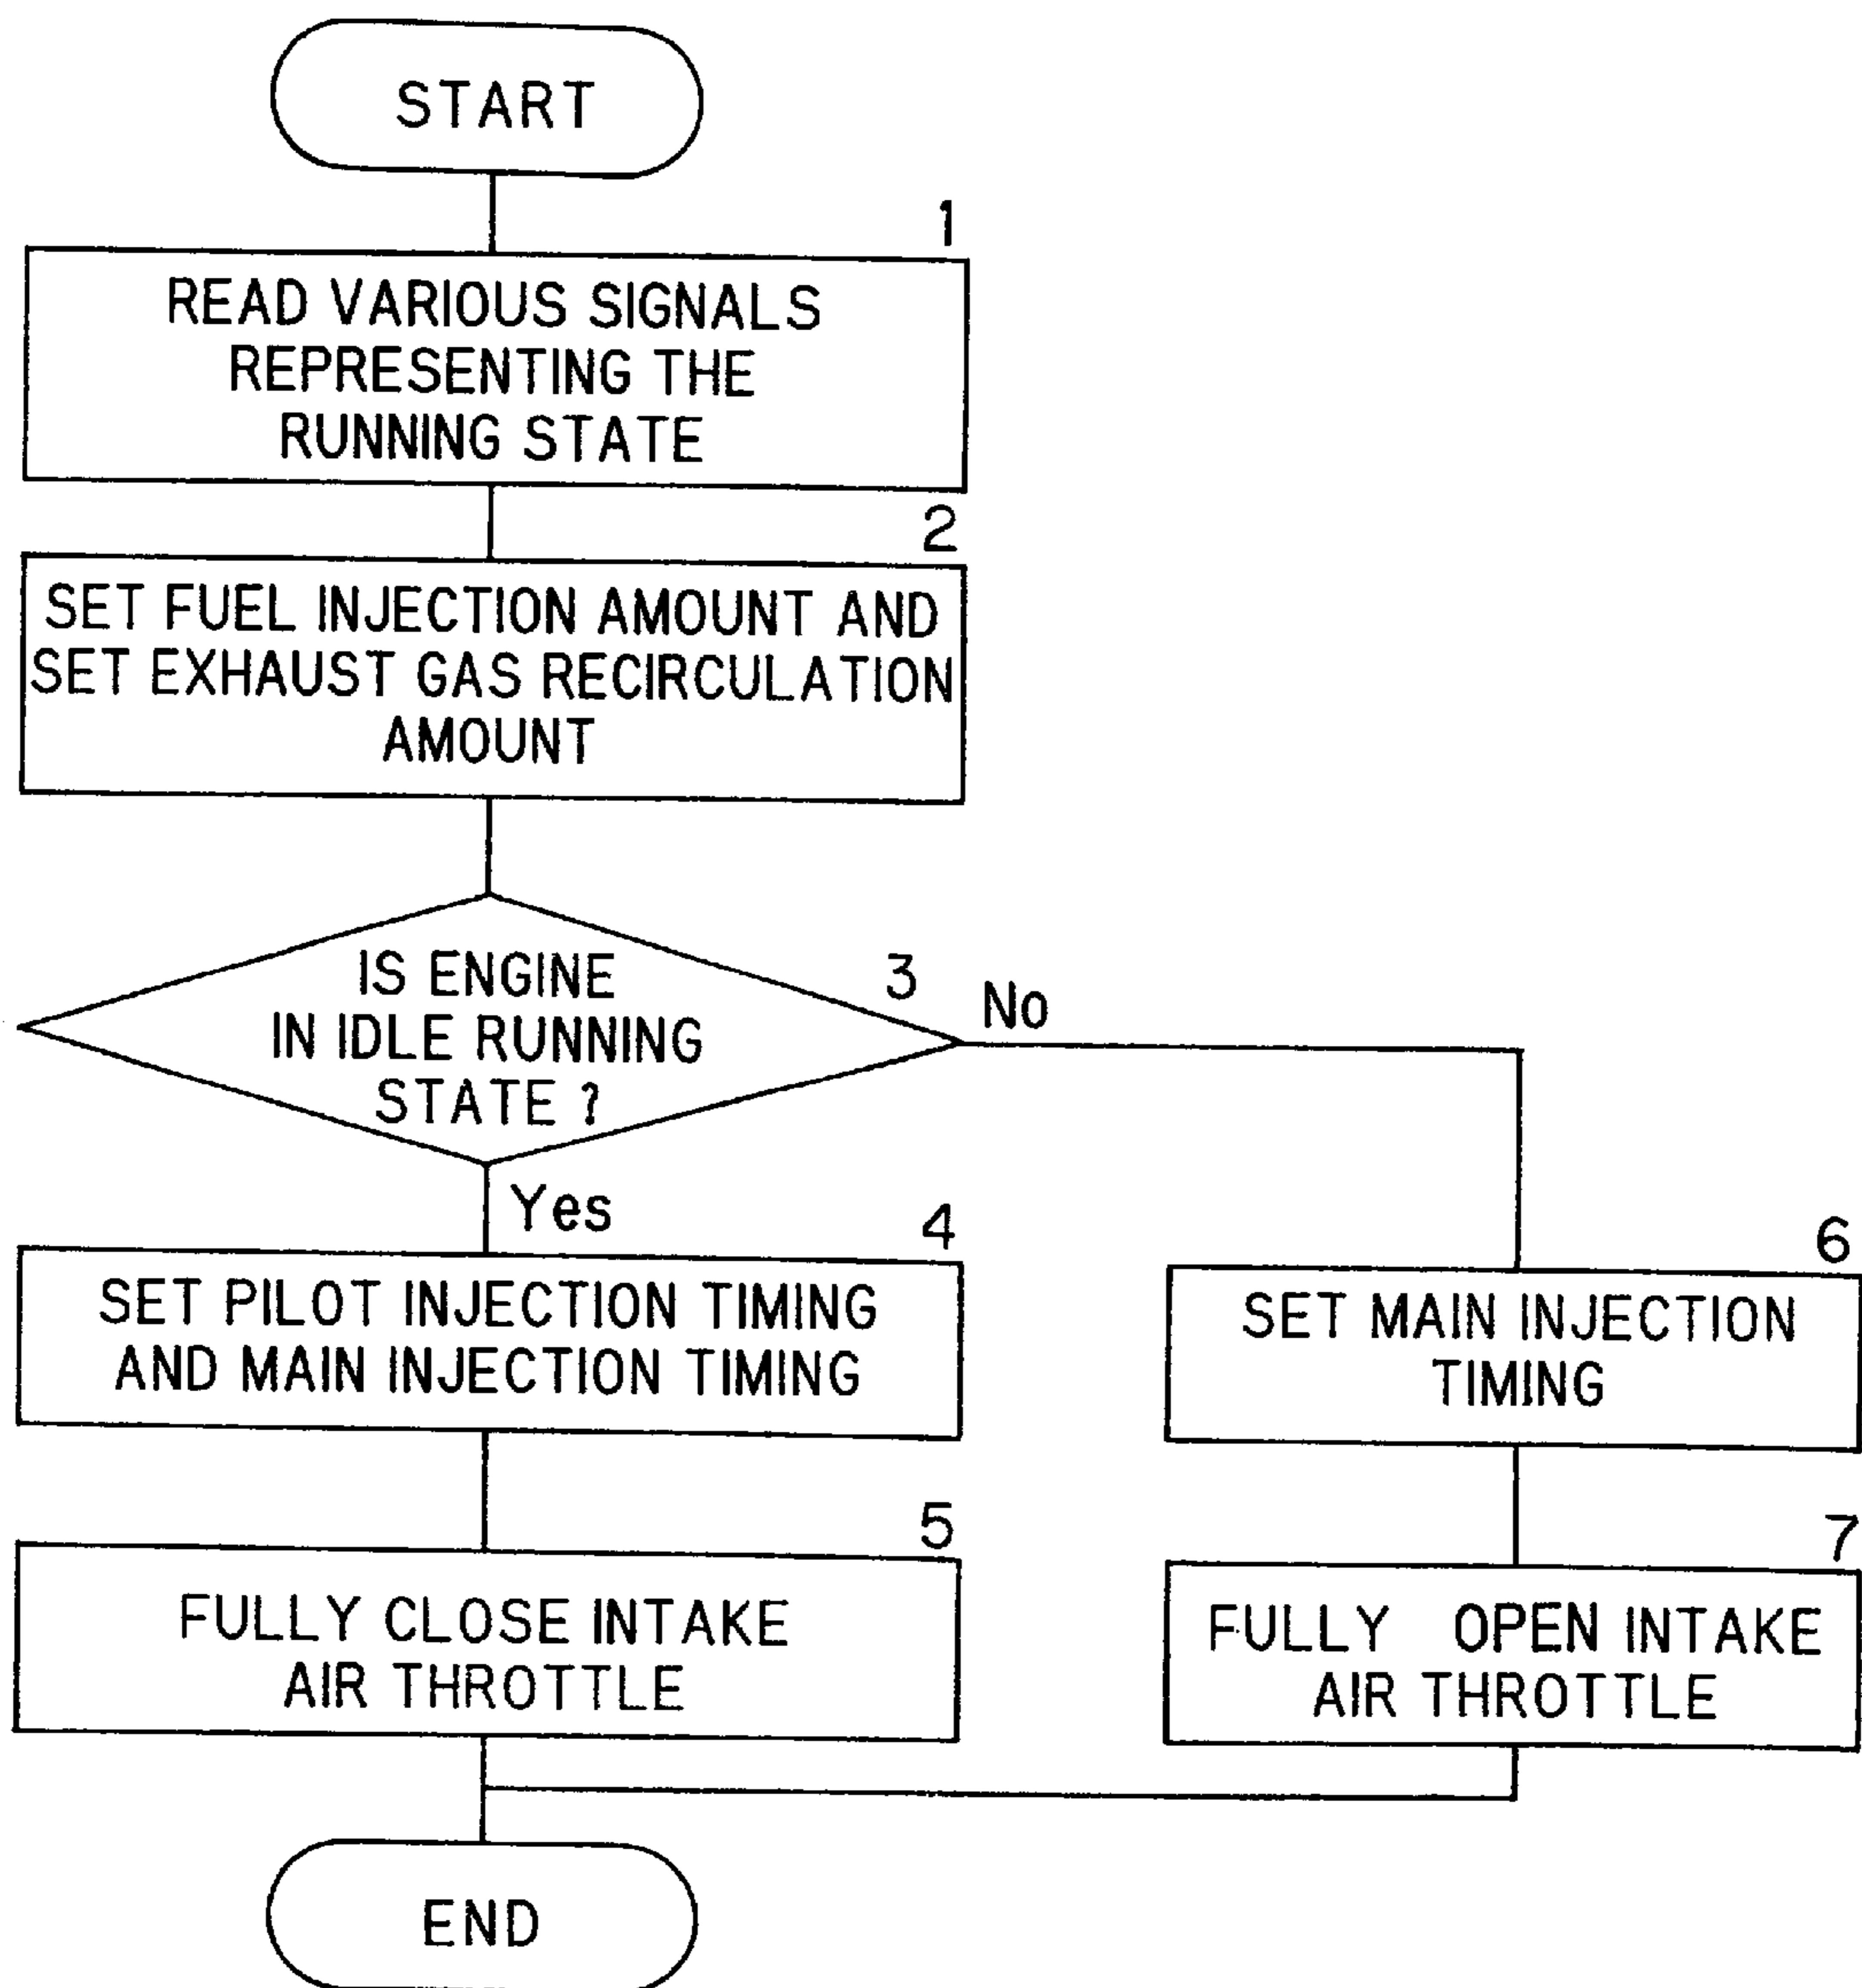 START
1
READ VARIOUS SIGNALS
REPRESENTING THE
RUNNING STATE
2
SET FUEL INJECTION AMOUNT AND
SET EXHAUST GAS RECIRCULATION
AMOUNT
3
IS ENGINE
IN IDLE RUNNING
STATE ?
No
Yes
4
SET PILOT INJECTION TIMING
AND MAIN INJECTION TIMING
5
FULLY CLOSE INTAKE
AIR THROTTLE
6
SET MAIN INJECTION
TIMING
7
FULLY OPEN INTAKE
AIR THROTTLE
END